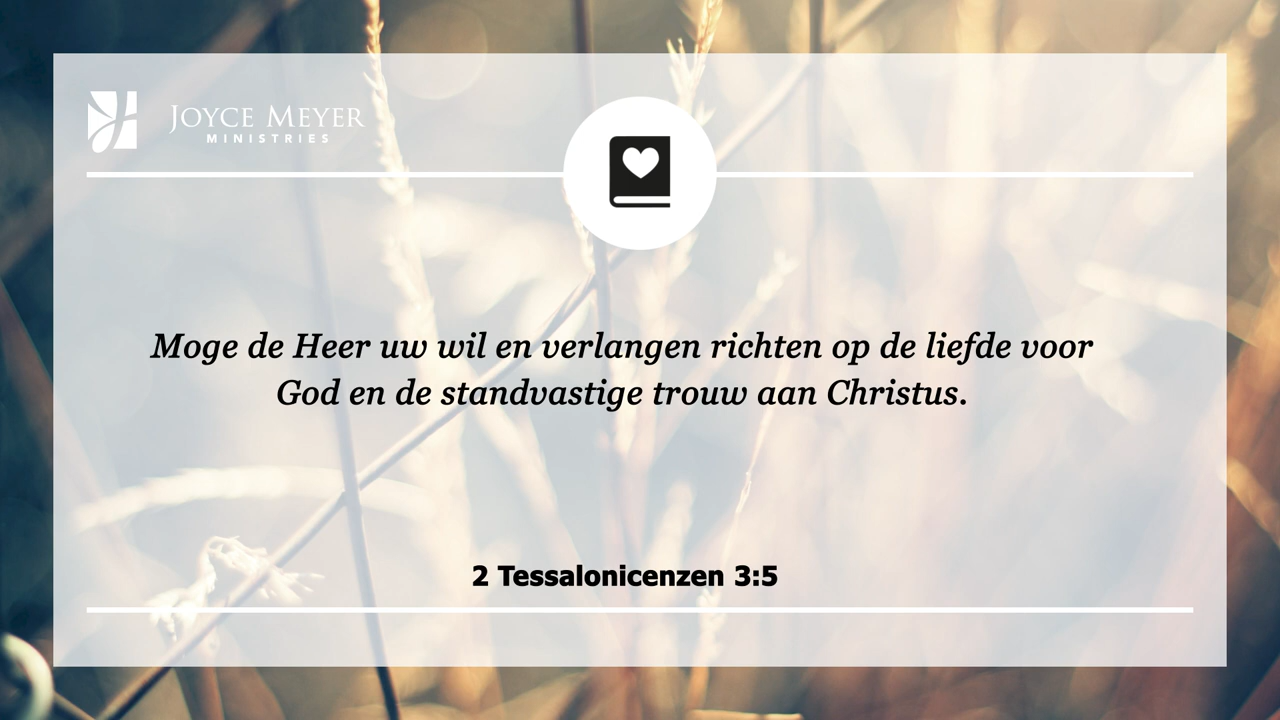 JOYCE MEYER
MINISTRIES
Moge de Heer uw wil en verlangen richten op de liefde voor
God en de standvastige trouw aan Christus.
2 Tessalonicenzen 3:5